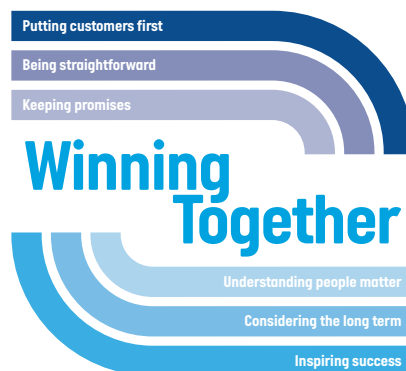 Putting customers first
Being straightforward
Keeping promises
Winning
Together
Understanding people matter
Considering the long term
Inspiring success